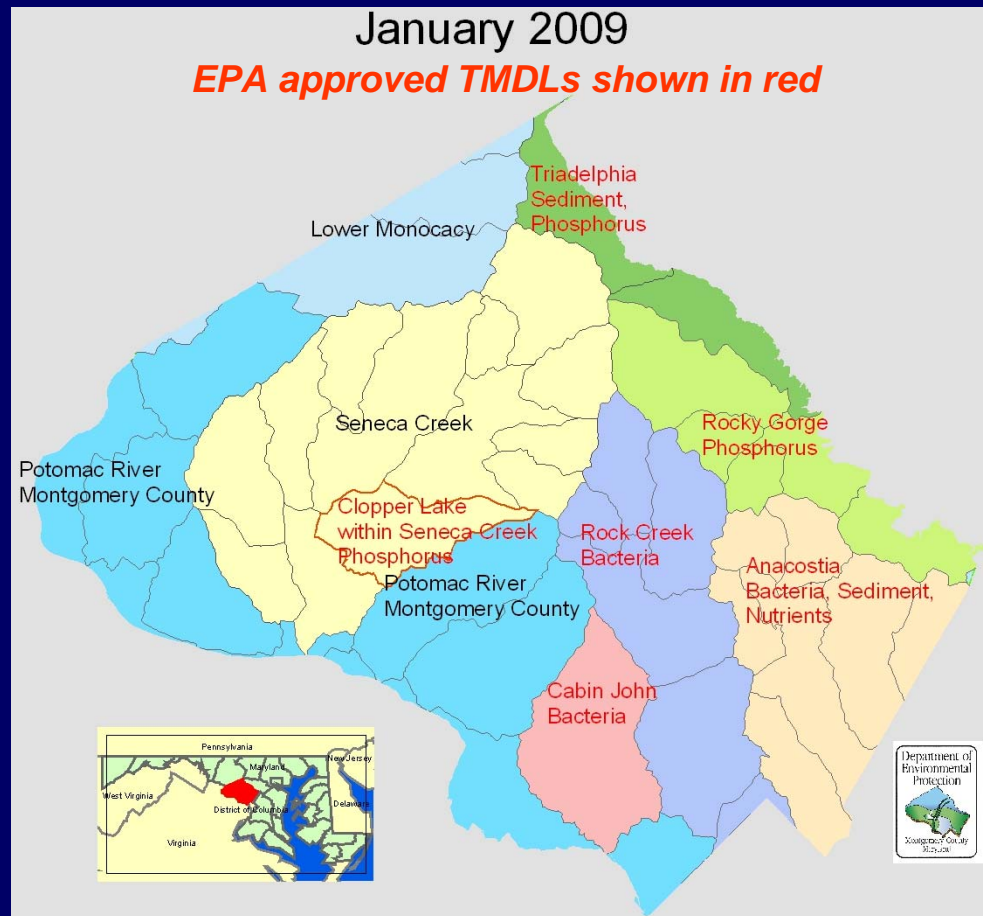 January 2009
EPA approved TMDLs shown in red
Triadelphia
Sediment,
Phosphorus
Lower Monocacy
Seneca Creek
Rocky Gorge
Phosphorus
Potomac River
Montgomery County
Clopper Lake
within Seneca Creek
Phosphorus
Rock Creek
Bacteria
Anacostia
Bacteria, Sediment,
Nutrients
Potomac River
Montgomery County
Cabin John
Bacteria
Pennsylvania
Maryland
New Jersey
West Virginia
District of Columbia
Delaware
Virginia
Department of
Environmental
Protection
Montgomery County
Maryland